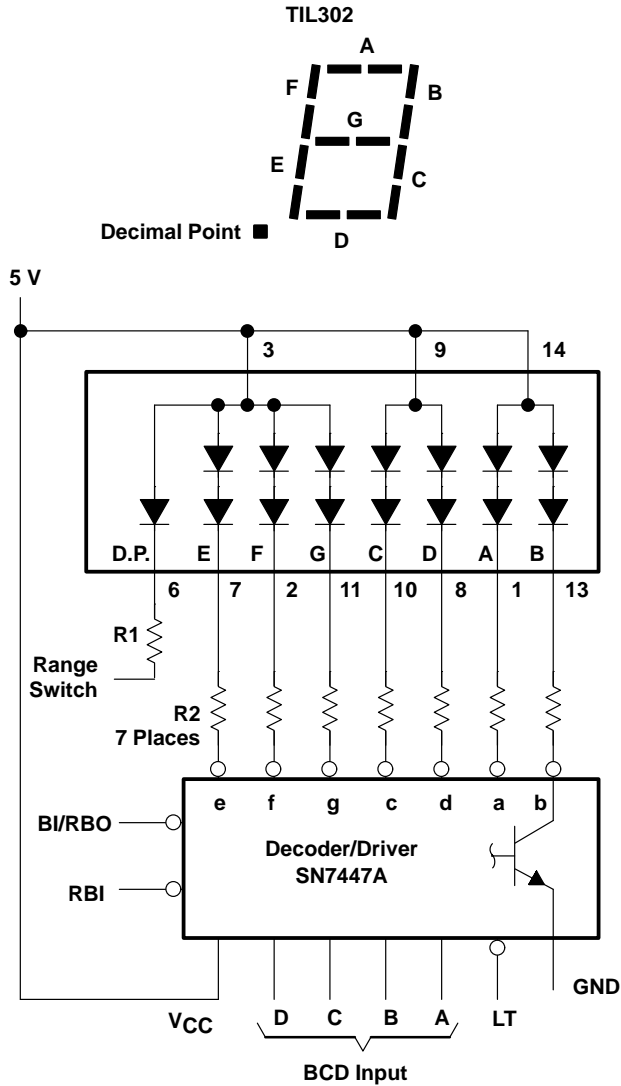 TIL302
A
F
B
G
E
C
Decimal Point
D
5 V
3 9 14
D.P. E F G C D A B
6 7 2 11 10 8 1 13
R1
Range
Switch
R2
7 Places
e f g c d a b
BI/RBO
Decoder/Driver
SN7447A
RBI
GND
VCC D C B A LT
BCD Input